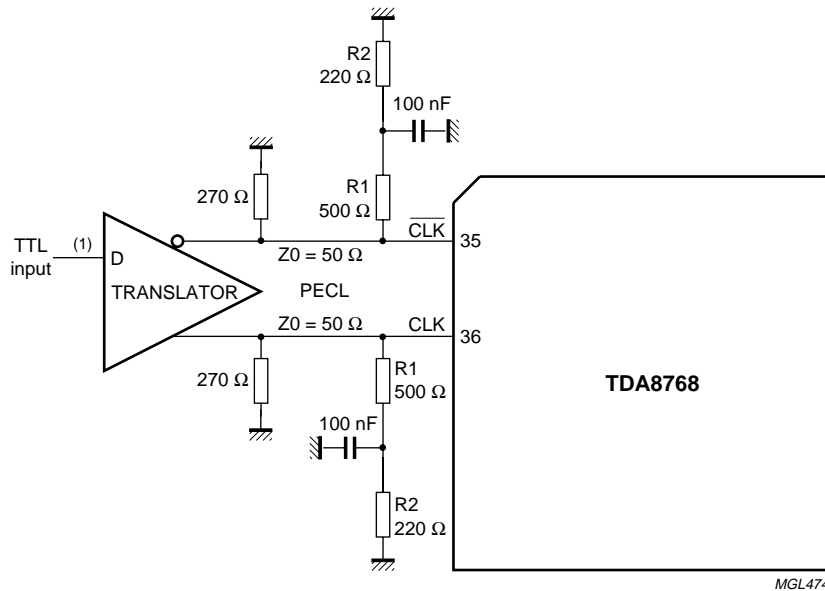 R2
220 Ω
100 nF
R1
500 Ω
270 Ω
CLK
35
TTL
input
(1)
D
Z0 = 50 Ω
TRANSLATOR
PECL
Z0 = 50 Ω
CLK
36
270 Ω
R1
500 Ω
TDA8768
100 nF
R2
220 Ω
MGL474